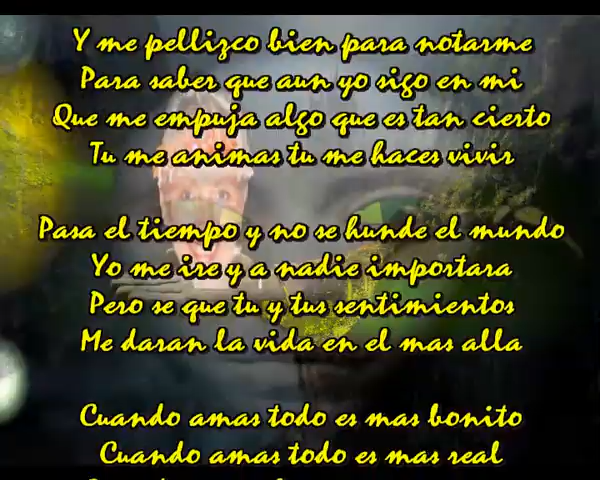 Y me pellizco bien para notarme
Para saber que aun yo sigo en mi
Que me empuja algo que es tan cierto
Tu me animas tu me haces vivir
Pasa el tiempo y no se hunde el mundo
Yo me ire y a nadie importara
Pero se que tu y tus sentimientos
Me daran la vida en el mas alla
Cuando amas todo es mas bonito
Cuando amas todo es mas real